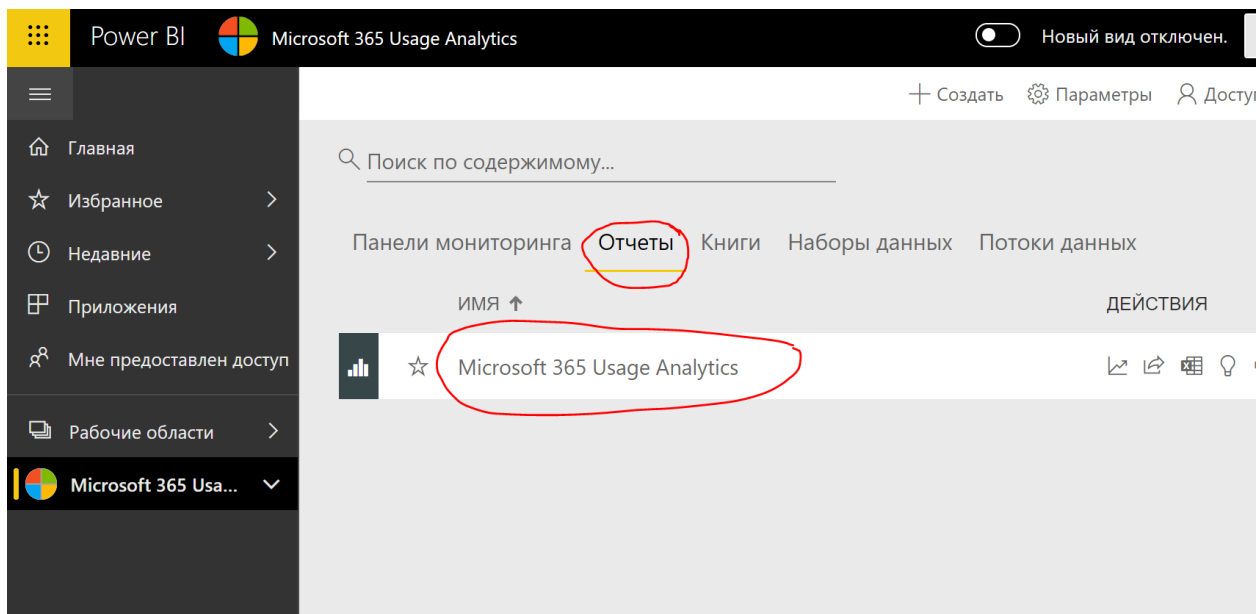 Power BI Microsoft 365 Usage Analytics Новый вид отключен.
Создать Параметры Доступ
Главная
Поиск по содержимому...
Избранное
Недавние
Панели мониторинга Отчеты Книги Наборы данных Потоки данных
Приложения
ИМЯ ДЕЙСТВИЯ
Мне предоставлен доступ
Microsoft 365 Usage Analytics
Рабочие области
Microsoft 365 Usa...